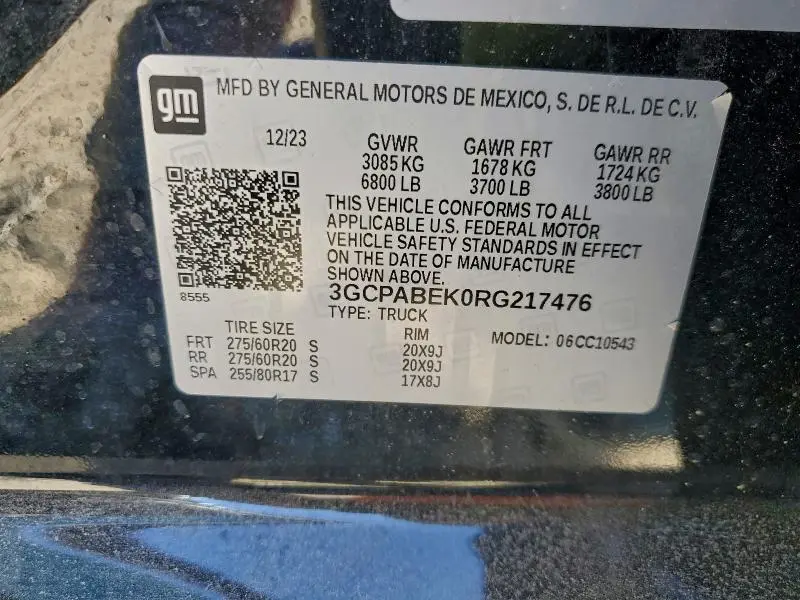 gm
MFD BY GENERAL MOTORS DE MEXICO, S. DE R.L. DE C.V.
12/23 GVWR GAWR FRT GAWR RR
3085 KG 1678 KG 1724 KG
6800 LB 3700 LB 3800 LB
THIS VEHICLE CONFORMS TO ALL
APPLICABLE U.S. FEDERAL MOTOR
VEHICLE SAFETY STANDARDS IN EFFECT
ON THE DATE OF MANUFACTURE
SHOWN ABOVE.
8555
3GCPABEK0RG217476
TYPE: TRUCK
TIRE SIZE RIM MODEL: 06CC10543
FRT 275/60R20 S 20X9J
RR 275/60R20 S 20X9J
SPA 255/80R17 S 17X8J